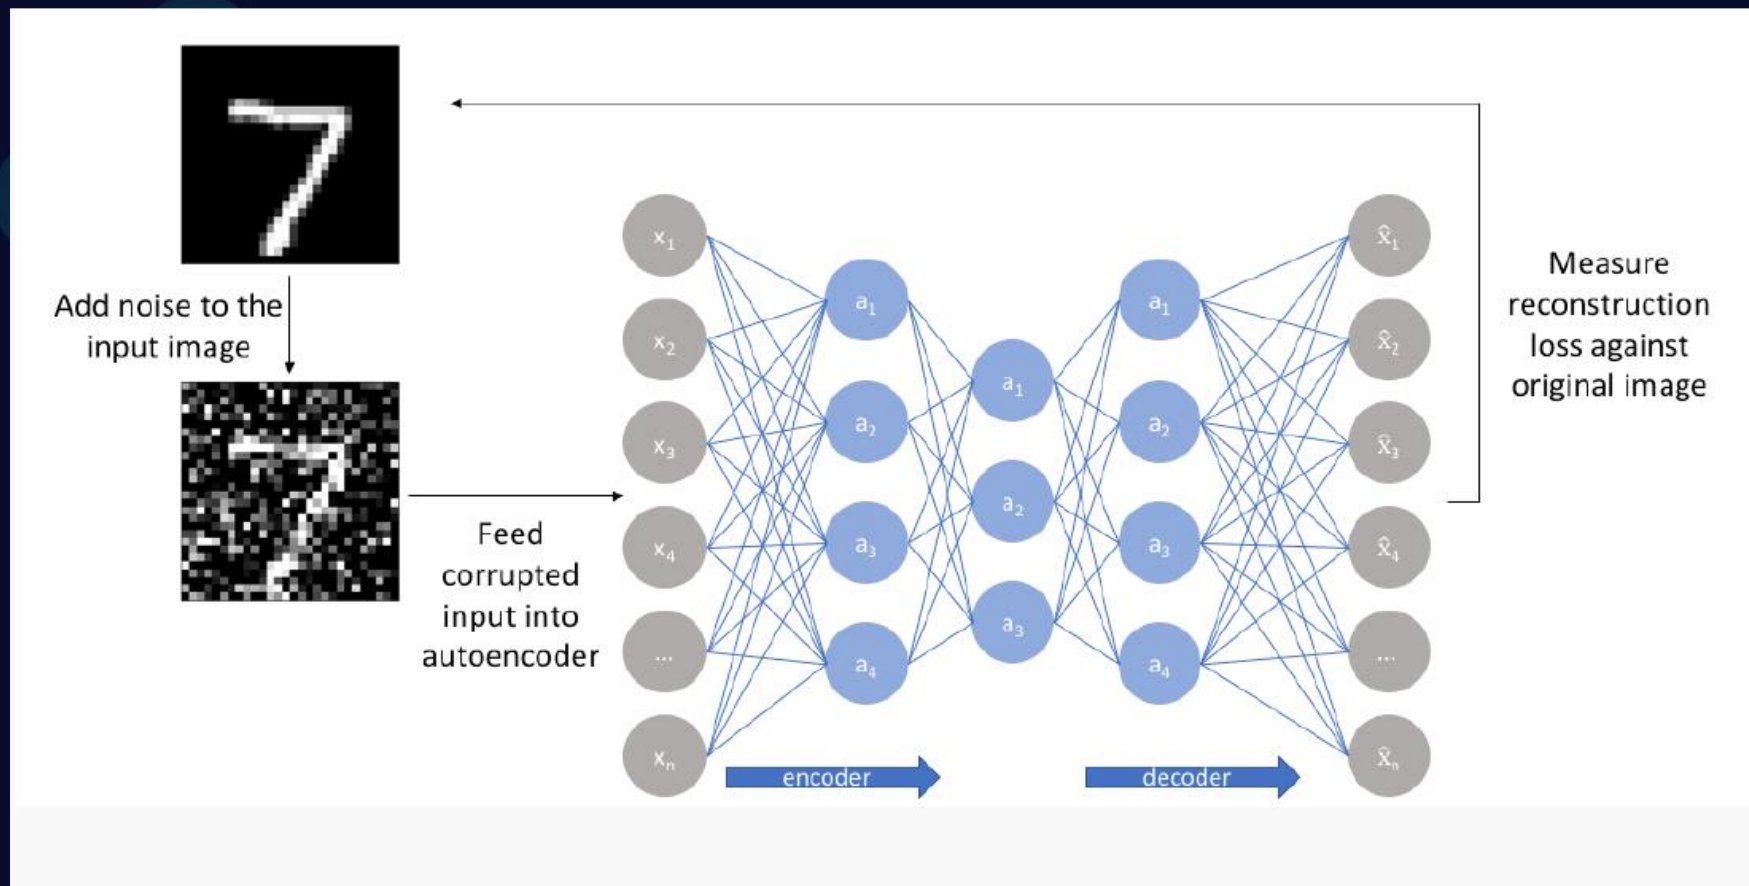 Add noise to the
input image
Feed
corrupted
input into
autoencoder
x₁
x₂
x₃
x₄
...
xₙ
a₁
a₂
a₃
a₄
a₁
a₂
a₃
a₁
a₂
a₃
a₄
x̂₁
x̂₂
x̂₃
x̂₄
...
x̂ₙ
encoder
decoder
Measure
reconstruction
loss against
original image